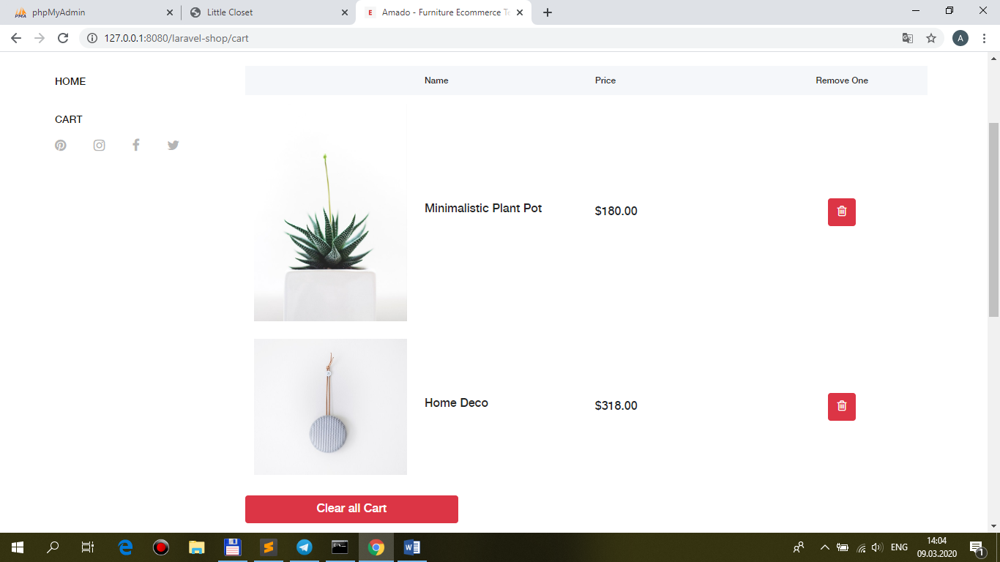 phpMyAdmin
Little Closet
Amado - Furniture Ecommerce Te
127.0.0.1:8080/laravel-shop/cart
A
HOME
CART
Name Price Remove One
Minimalistic Plant Pot $180.00
Home Deco $318.00
Clear all Cart
ENG
14:04
09.03.2020
1